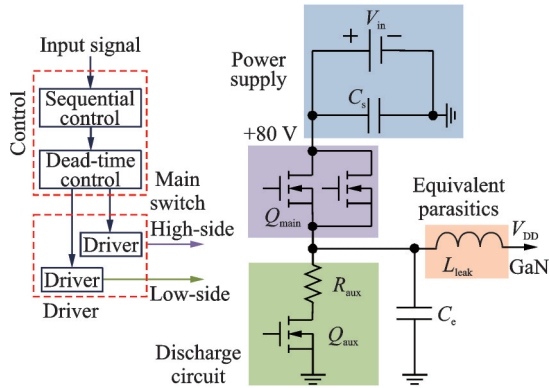 Input signal
Control
Sequential
control
Dead-time
control
Main
switch
Driver
High-side
Driver
Low-side
Driver
Power
supply
V_in
+
−
C_s
+80 V
Q_main
Equivalent
parasitics
V_DD
L_leak
GaN
R_aux
C_e
Q_aux
Discharge
circuit